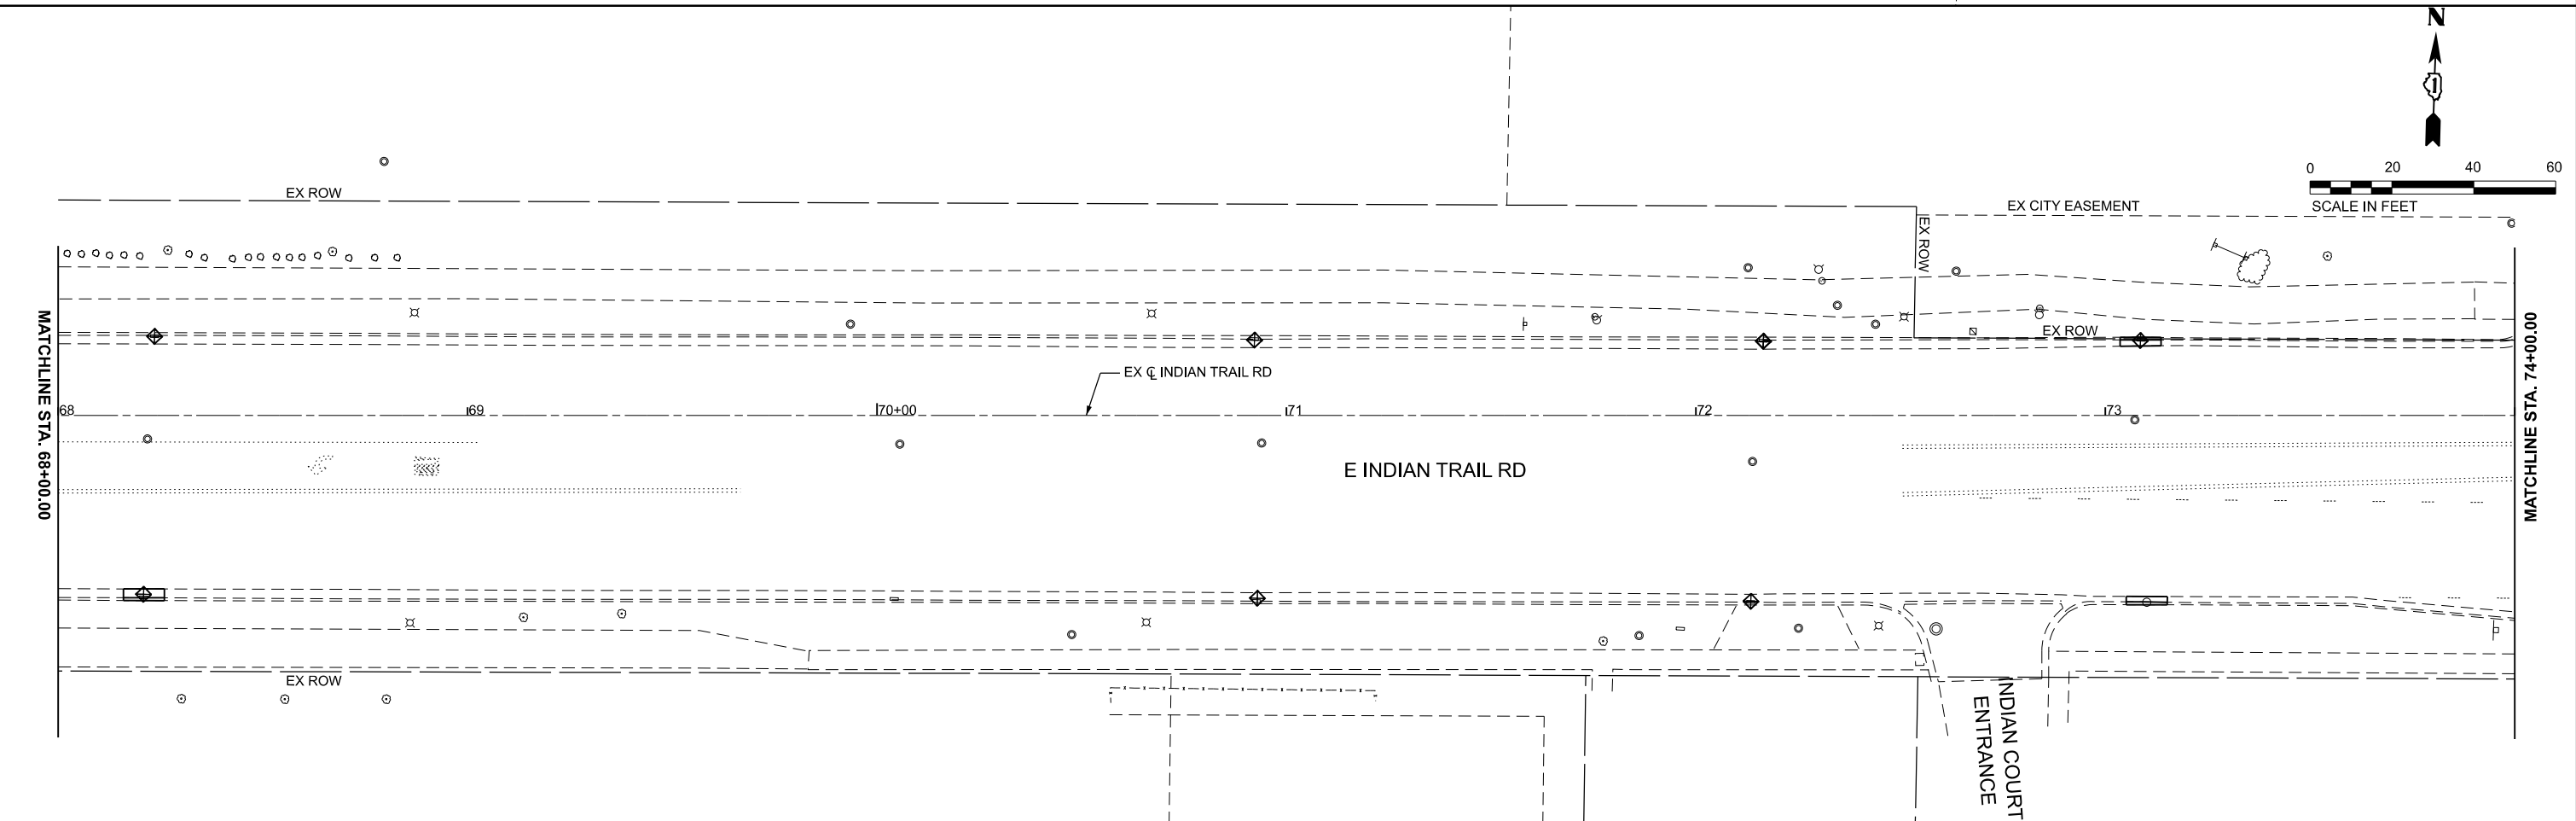 N
1
0 20 40 60
SCALE IN FEET
EX ROW
EX CITY EASEMENT
EX ROW
EX ROW
MATCHLINE STA. 68+00.00
MATCHLINE STA. 74+00.00
EX ℄ INDIAN TRAIL RD
68 69 70+00 71 72 73
E INDIAN TRAIL RD
EX ROW
INDIAN COURT
ENTRANCE